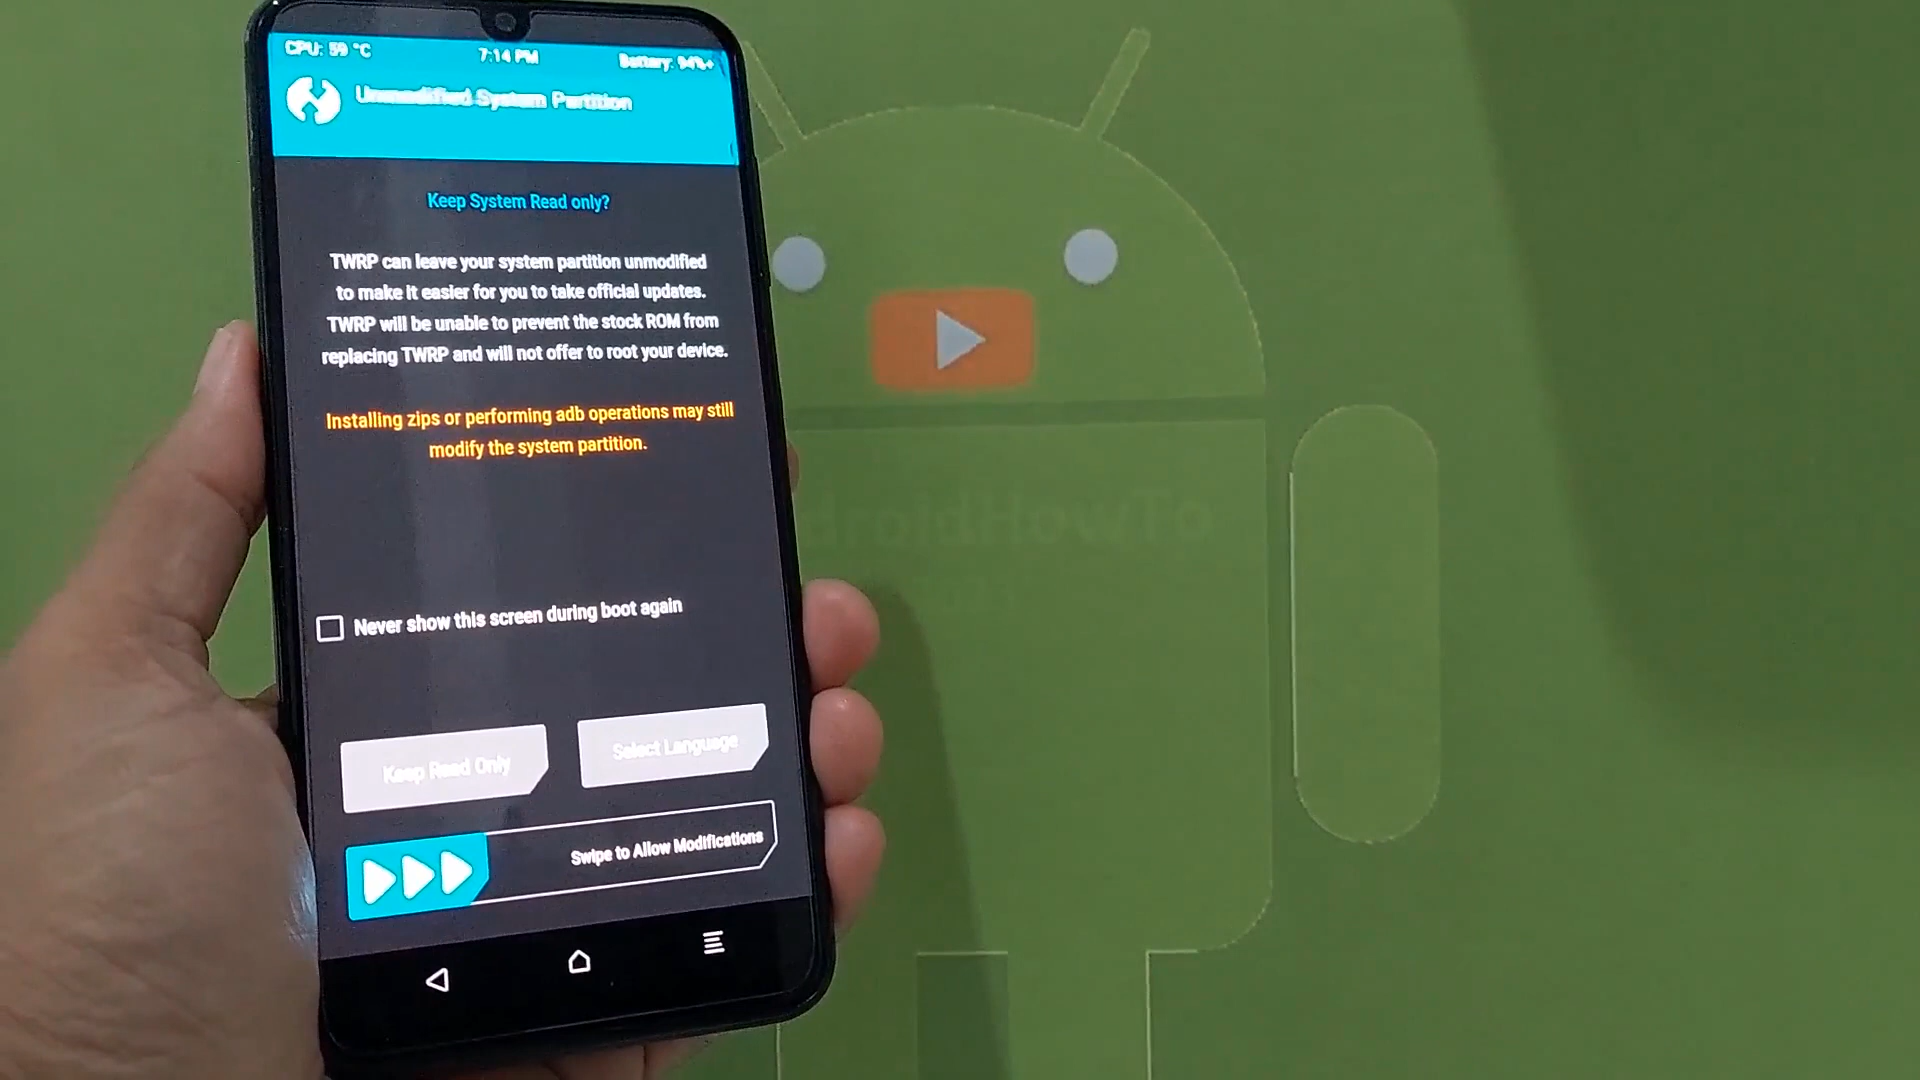 CPU: 59 °C
7:14 PM
Battery: 94%+
Unmodified System Partition
Keep System Read only?
TWRP can leave your system partition unmodified
to make it easier for you to take official updates.
TWRP will be unable to prevent the stock ROM from
replacing TWRP and will not offer to root your device.
Installing zips or performing adb operations may still
modify the system partition.
Never show this screen during boot again
Keep Read Only
Select Language
Swipe to Allow Modifications
droidHowTo